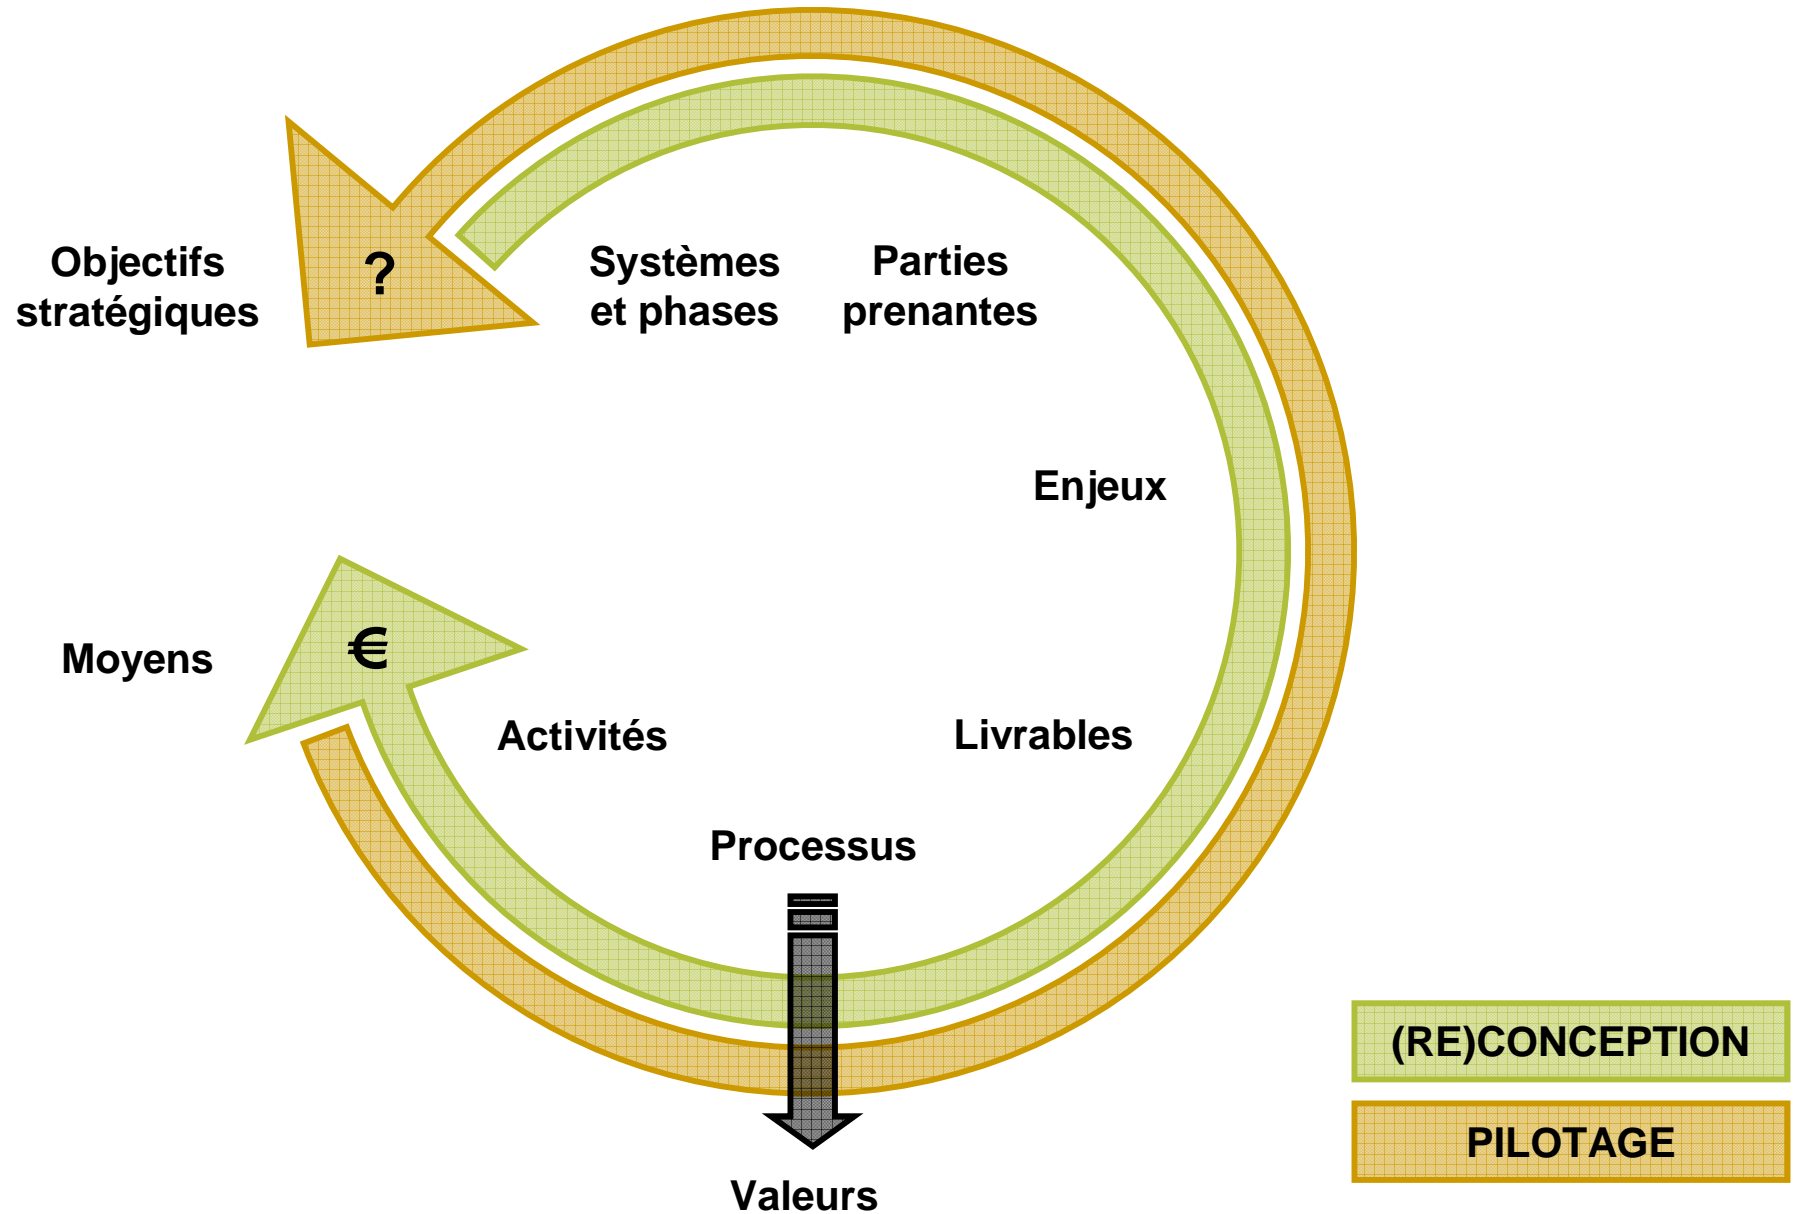 Objectifs
stratégiques
?
Systèmes
et phases
Parties
prenantes
Enjeux
Moyens
€
Activités
Livrables
Processus
(RE)CONCEPTION
PILOTAGE
Valeurs